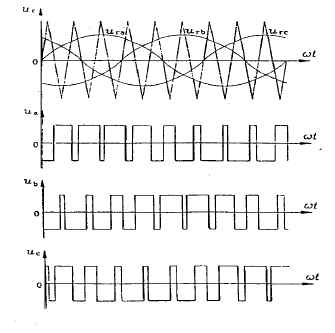 u_r
u_ra u_rb u_rc
0 ωt
u_a
0 ωt
u_b
0 ωt
u_c
0 ωt